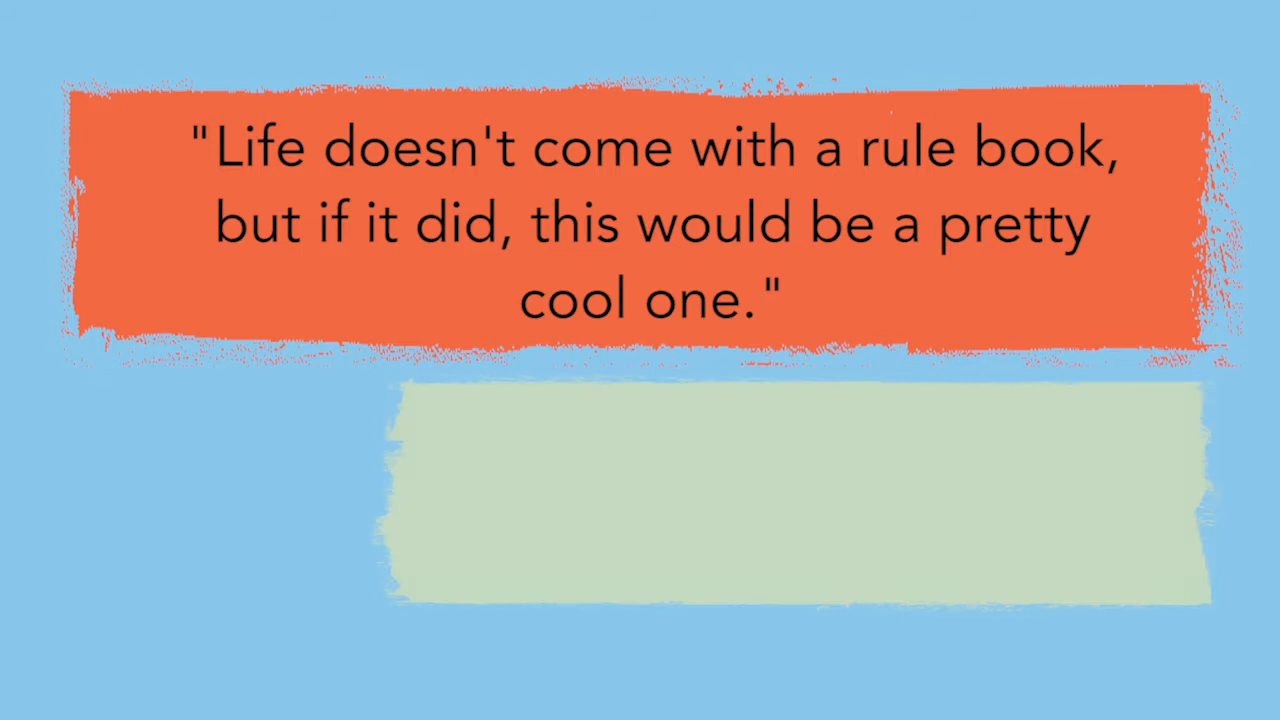 "Life doesn't come with a rule book,
but if it did, this would be a pretty
cool one."